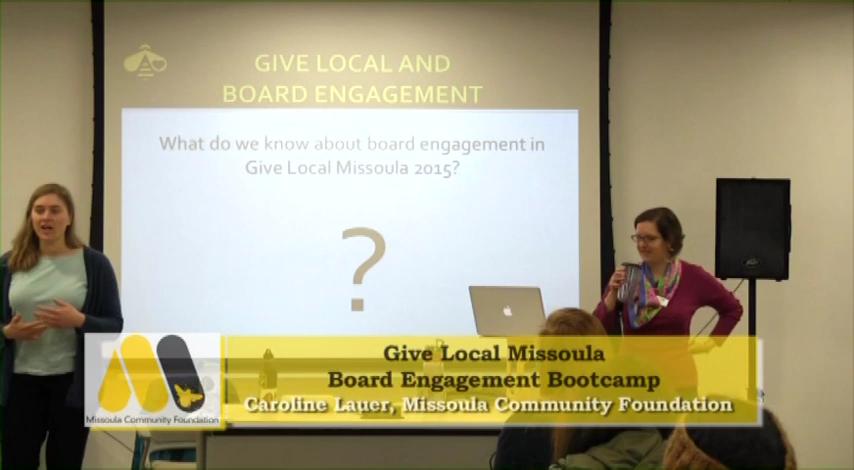 GIVE LOCAL AND
BOARD ENGAGEMENT
What do we know about board engagement in
Give Local Missoula 2015?
?
Give Local Missoula
Board Engagement Bootcamp
Caroline Lauer, Missoula Community Foundation
Missoula Community Foundation